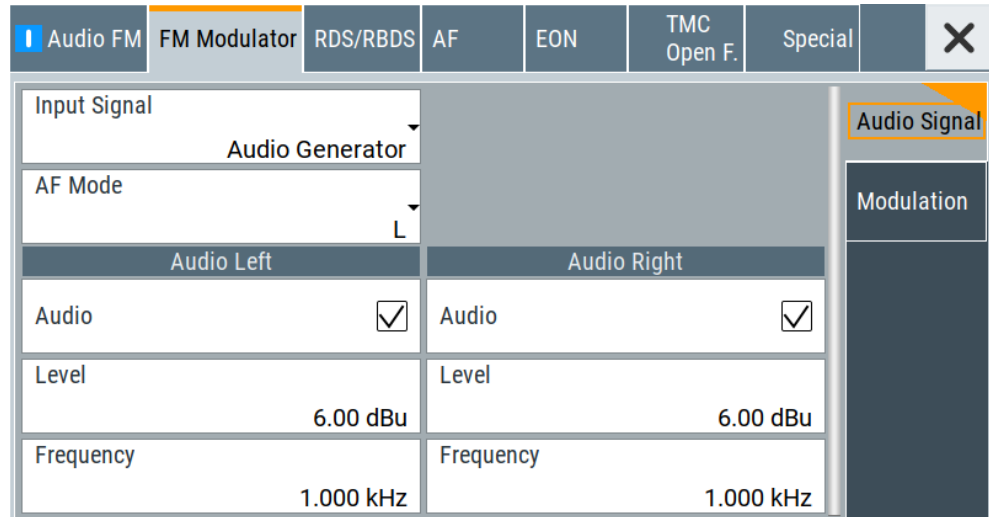 Audio FM FM Modulator RDS/RBDS AF EON TMC Open F. Special
Input Signal
Audio Generator
Audio Signal
AF Mode
L
Modulation
Audio Left Audio Right
Audio Audio
Level Level
6.00 dBu 6.00 dBu
Frequency Frequency
1.000 kHz 1.000 kHz